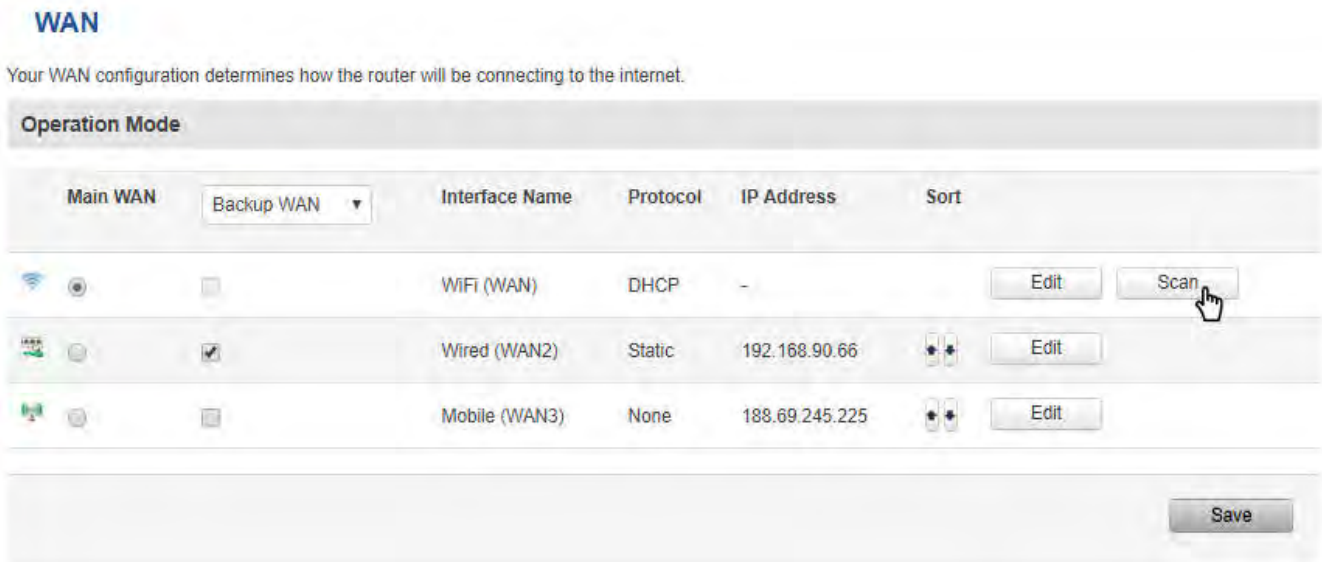 WAN
Your WAN configuration determines how the router will be connecting to the internet.
Operation Mode
Main WAN Backup WAN Interface Name Protocol IP Address Sort
WiFi (WAN) DHCP - Edit Scan
Wired (WAN2) Static 192.168.90.66 Edit
Mobile (WAN3) None 188.69.245.225 Edit
Save